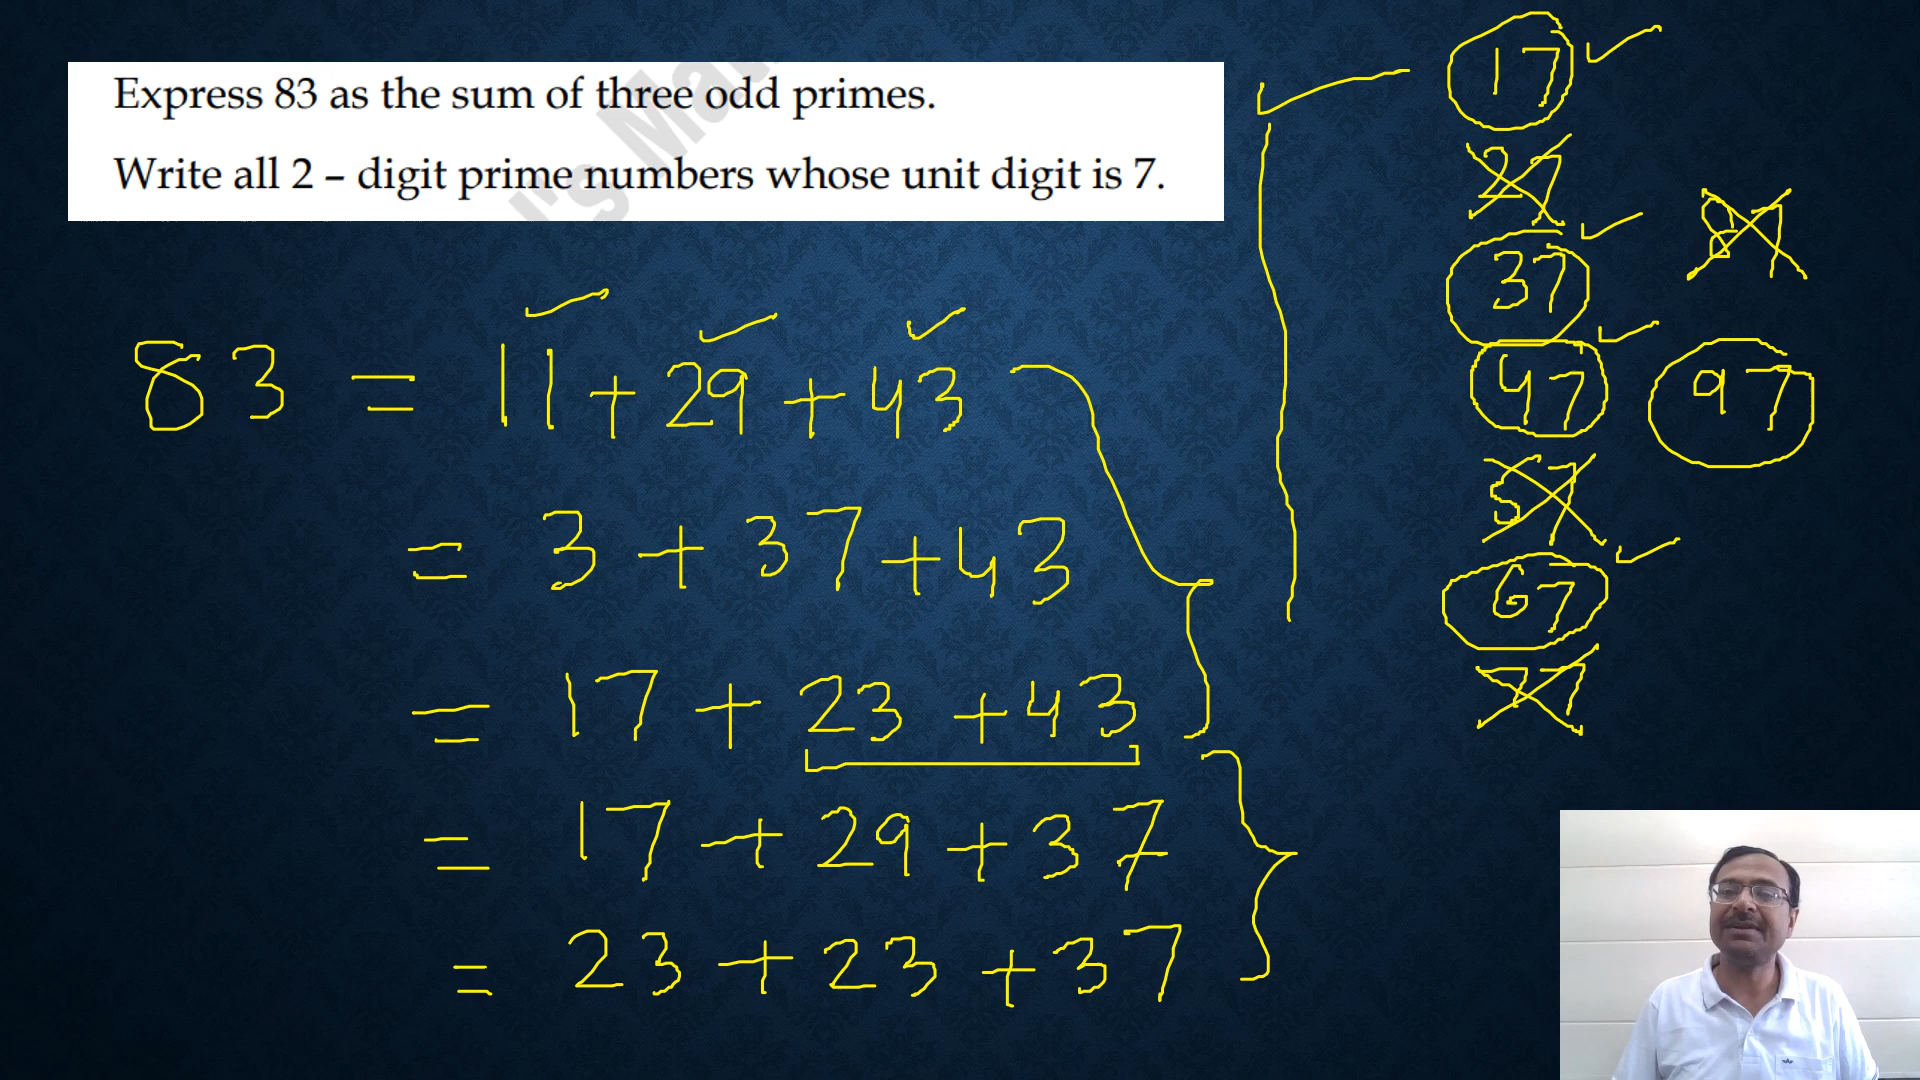 Express 83 as the sum of three odd primes.
Write all 2 – digit prime numbers whose unit digit is 7.
83 = 11 + 29 + 43
= 3 + 37 + 43
= 17 + 23 + 43
= 17 + 29 + 37
= 23 + 23 + 37
17
27
37
47
57
67
77
87
97